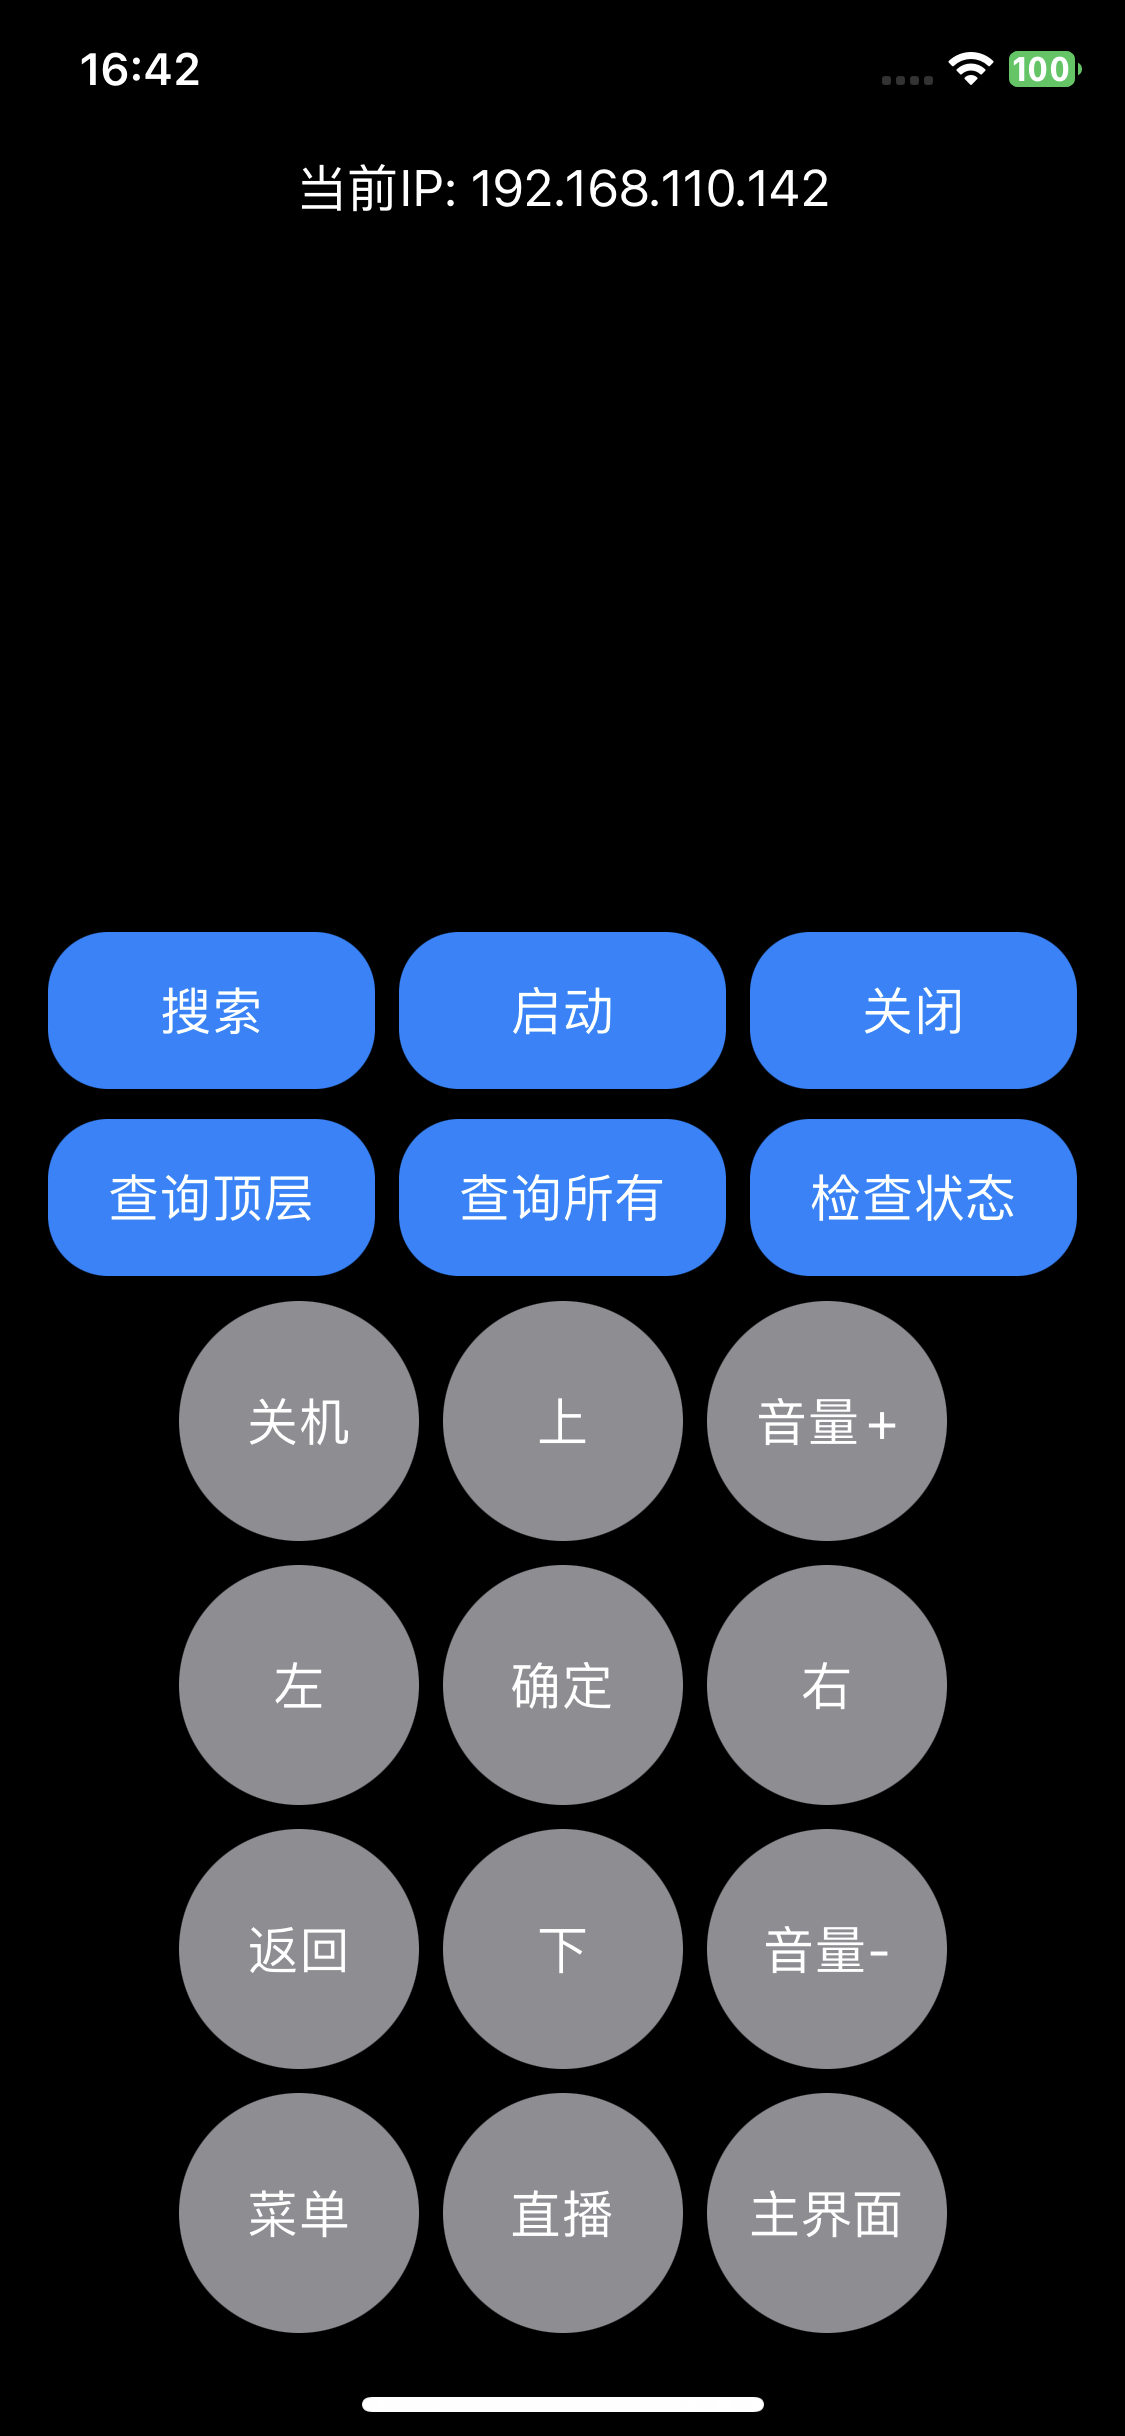 16:42 100
当前IP: 192.168.110.142
搜索 启动 关闭
查询顶层 查询所有 检查状态
关机 上 音量+
左 确定 右
返回 下 音量-
菜单 直播 主界面